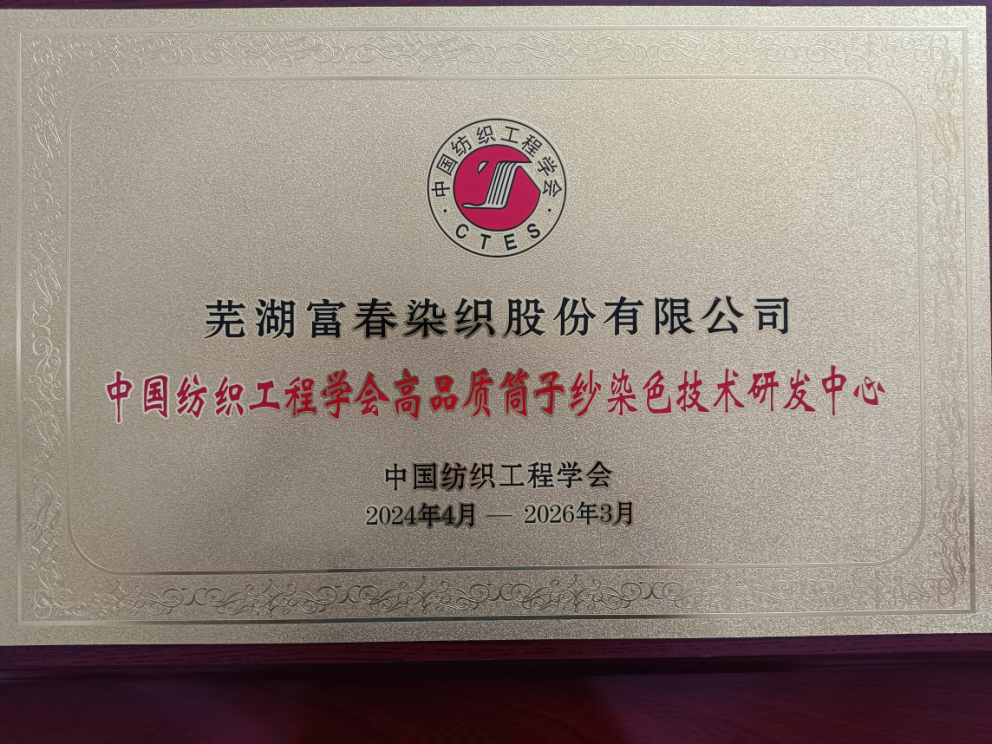 中国纺织工程学会
·CTES·
芜湖富春染织股份有限公司
中国纺织工程学会高品质筒子纱染色技术研发中心
中国纺织工程学会
2024年4月 — 2026年3月